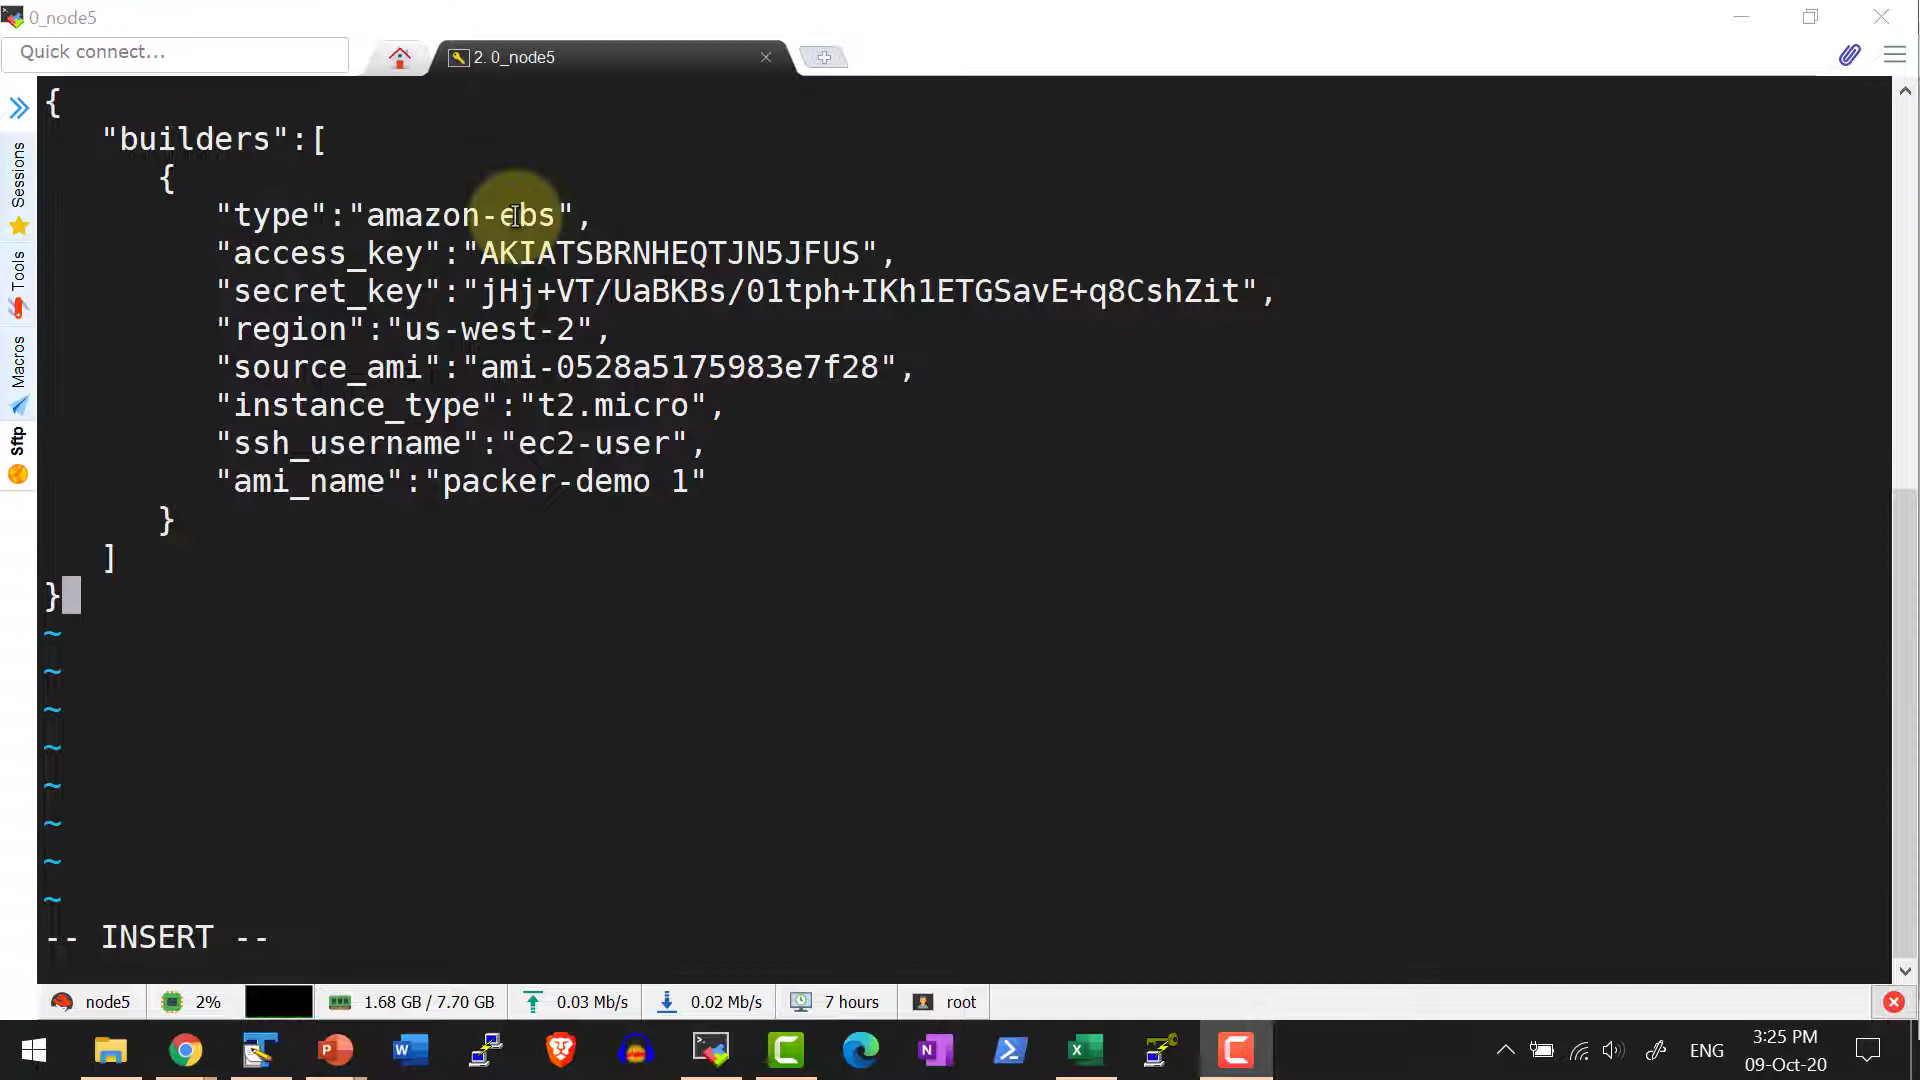 0_node5
Quick connect...
2. 0_node5
Sessions
Tools
Macros
Sftp
{
"builders":[
{
"type":"amazon-ebs",
"access_key":"AKIATSBRNHEQTJN5JFUS",
"secret_key":"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",
"region":"us-west-2",
"source_ami":"ami-0528a5175983e7f28",
"instance_type":"t2.micro",
"ssh_username":"ec2-user",
"ami_name":"packer-demo 1"
}
]
}
~
~
~
~
~
~
~
~
-- INSERT --
node5 2% 1.68 GB / 7.70 GB 0.03 Mb/s 0.02 Mb/s 7 hours root
ENG
3:25 PM
09-Oct-20